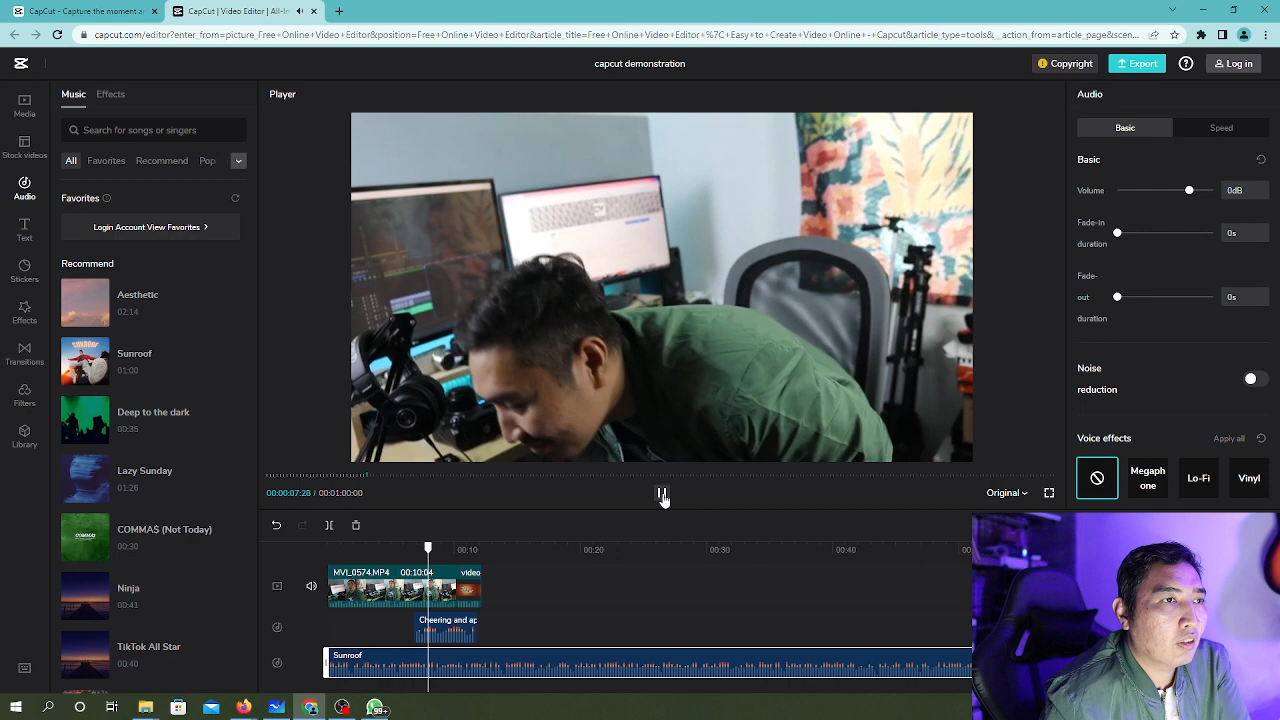 CapCut - Capture the moment ar
CapCut | Video Editor | All-In
capcut.com/editor?enter_from=picture_Free+Online+Video+Editor&position=Free+Online+Video+Editor&article_title=Free+Online+Video+Editor+%7C+Easy+to+Create+Video+Online+-+Capcut&article_type=tools&__action_from=article_page&scen...
capcut demonstration
Copyright
Export
Log in
Media
Stock videos
Audio
Text
Stickers
Effects
Transitions
Filters
Library
Music
Effects
Search for songs or singers
All
Favorites
Recommend
Pop
Favorites
Login Account View Favorites >
Recommend
Aesthetic
02:14
Sunroof
01:00
Deep to the dark
00:35
Lazy Sunday
01:26
COMMAS (Not Today)
00:30
Ninja
00:41
TikTok All Star
00:40
Player
00:00:07:28 / 00:01:00:00
Original
Audio
Basic
Speed
Basic
Volume
0dB
Fade-in
duration
0s
Fade-
out
duration
0s
Noise
reduction
Voice effects
Apply all
Megaph
one
Lo-Fi
Vinyl
00:10
00:20
00:30
00:40
00
MVL_0574.MP4
00:10:04
video
Cheering and ap
Sunroof
99+